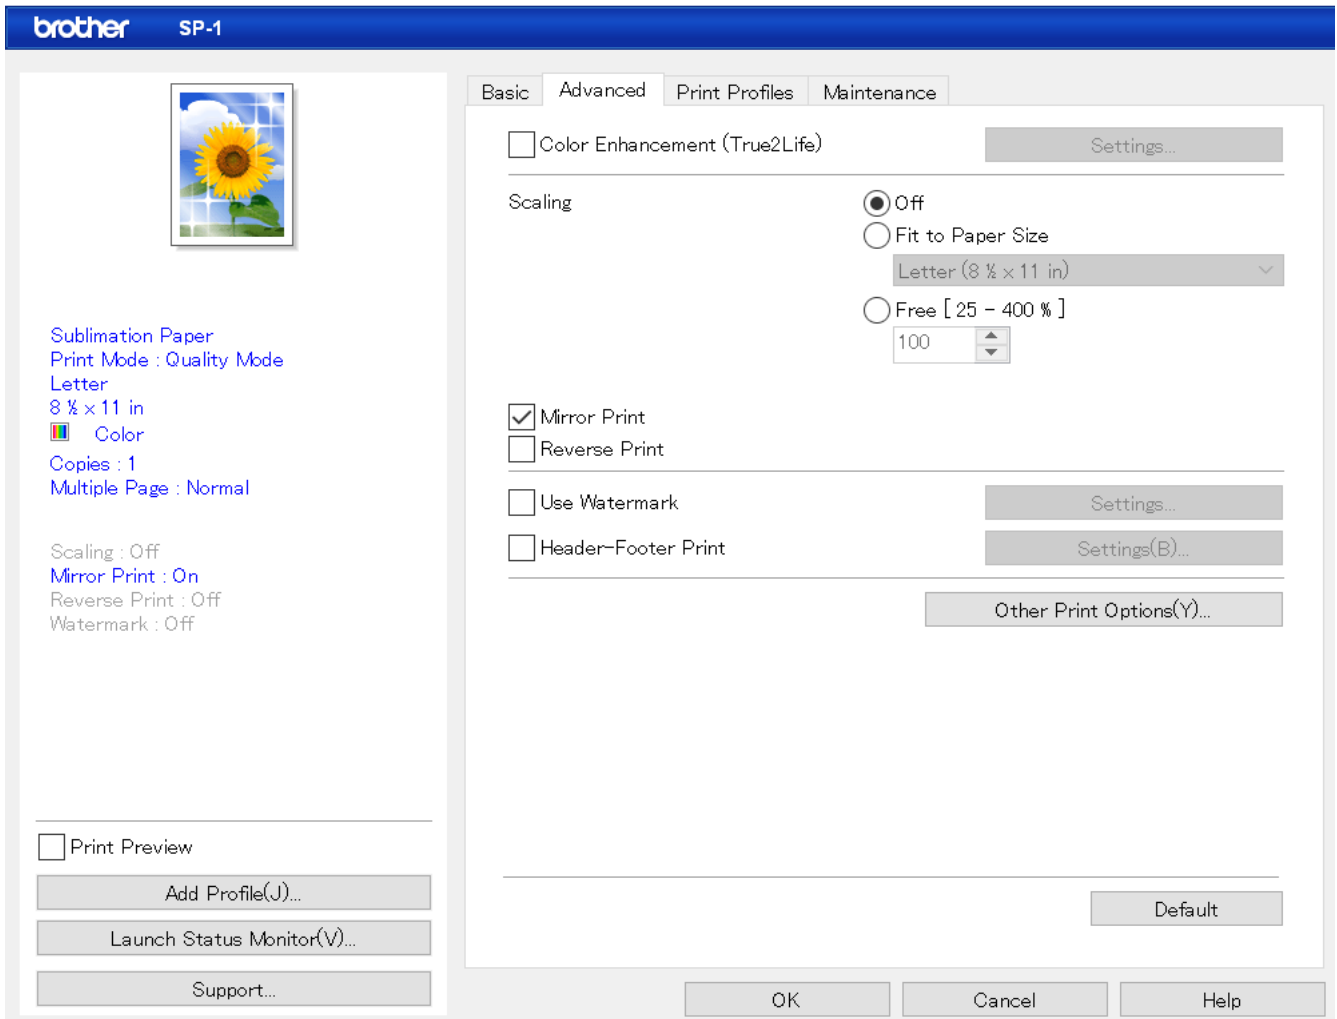 brother SP-1
Sublimation Paper
Print Mode : Quality Mode
Letter
8 ½ × 11 in
Color
Copies : 1
Multiple Page : Normal
Scaling : Off
Mirror Print : On
Reverse Print : Off
Watermark : Off
Print Preview
Add Profile(J)...
Launch Status Monitor(V)...
Support...
Basic Advanced Print Profiles Maintenance
Color Enhancement (True2Life) Settings...
Scaling Off
Fit to Paper Size
Letter (8 ½ × 11 in)
Free [ 25 - 400 % ]
100
Mirror Print
Reverse Print
Use Watermark Settings...
Header-Footer Print Settings(B)...
Other Print Options(Y)...
Default
OK Cancel Help